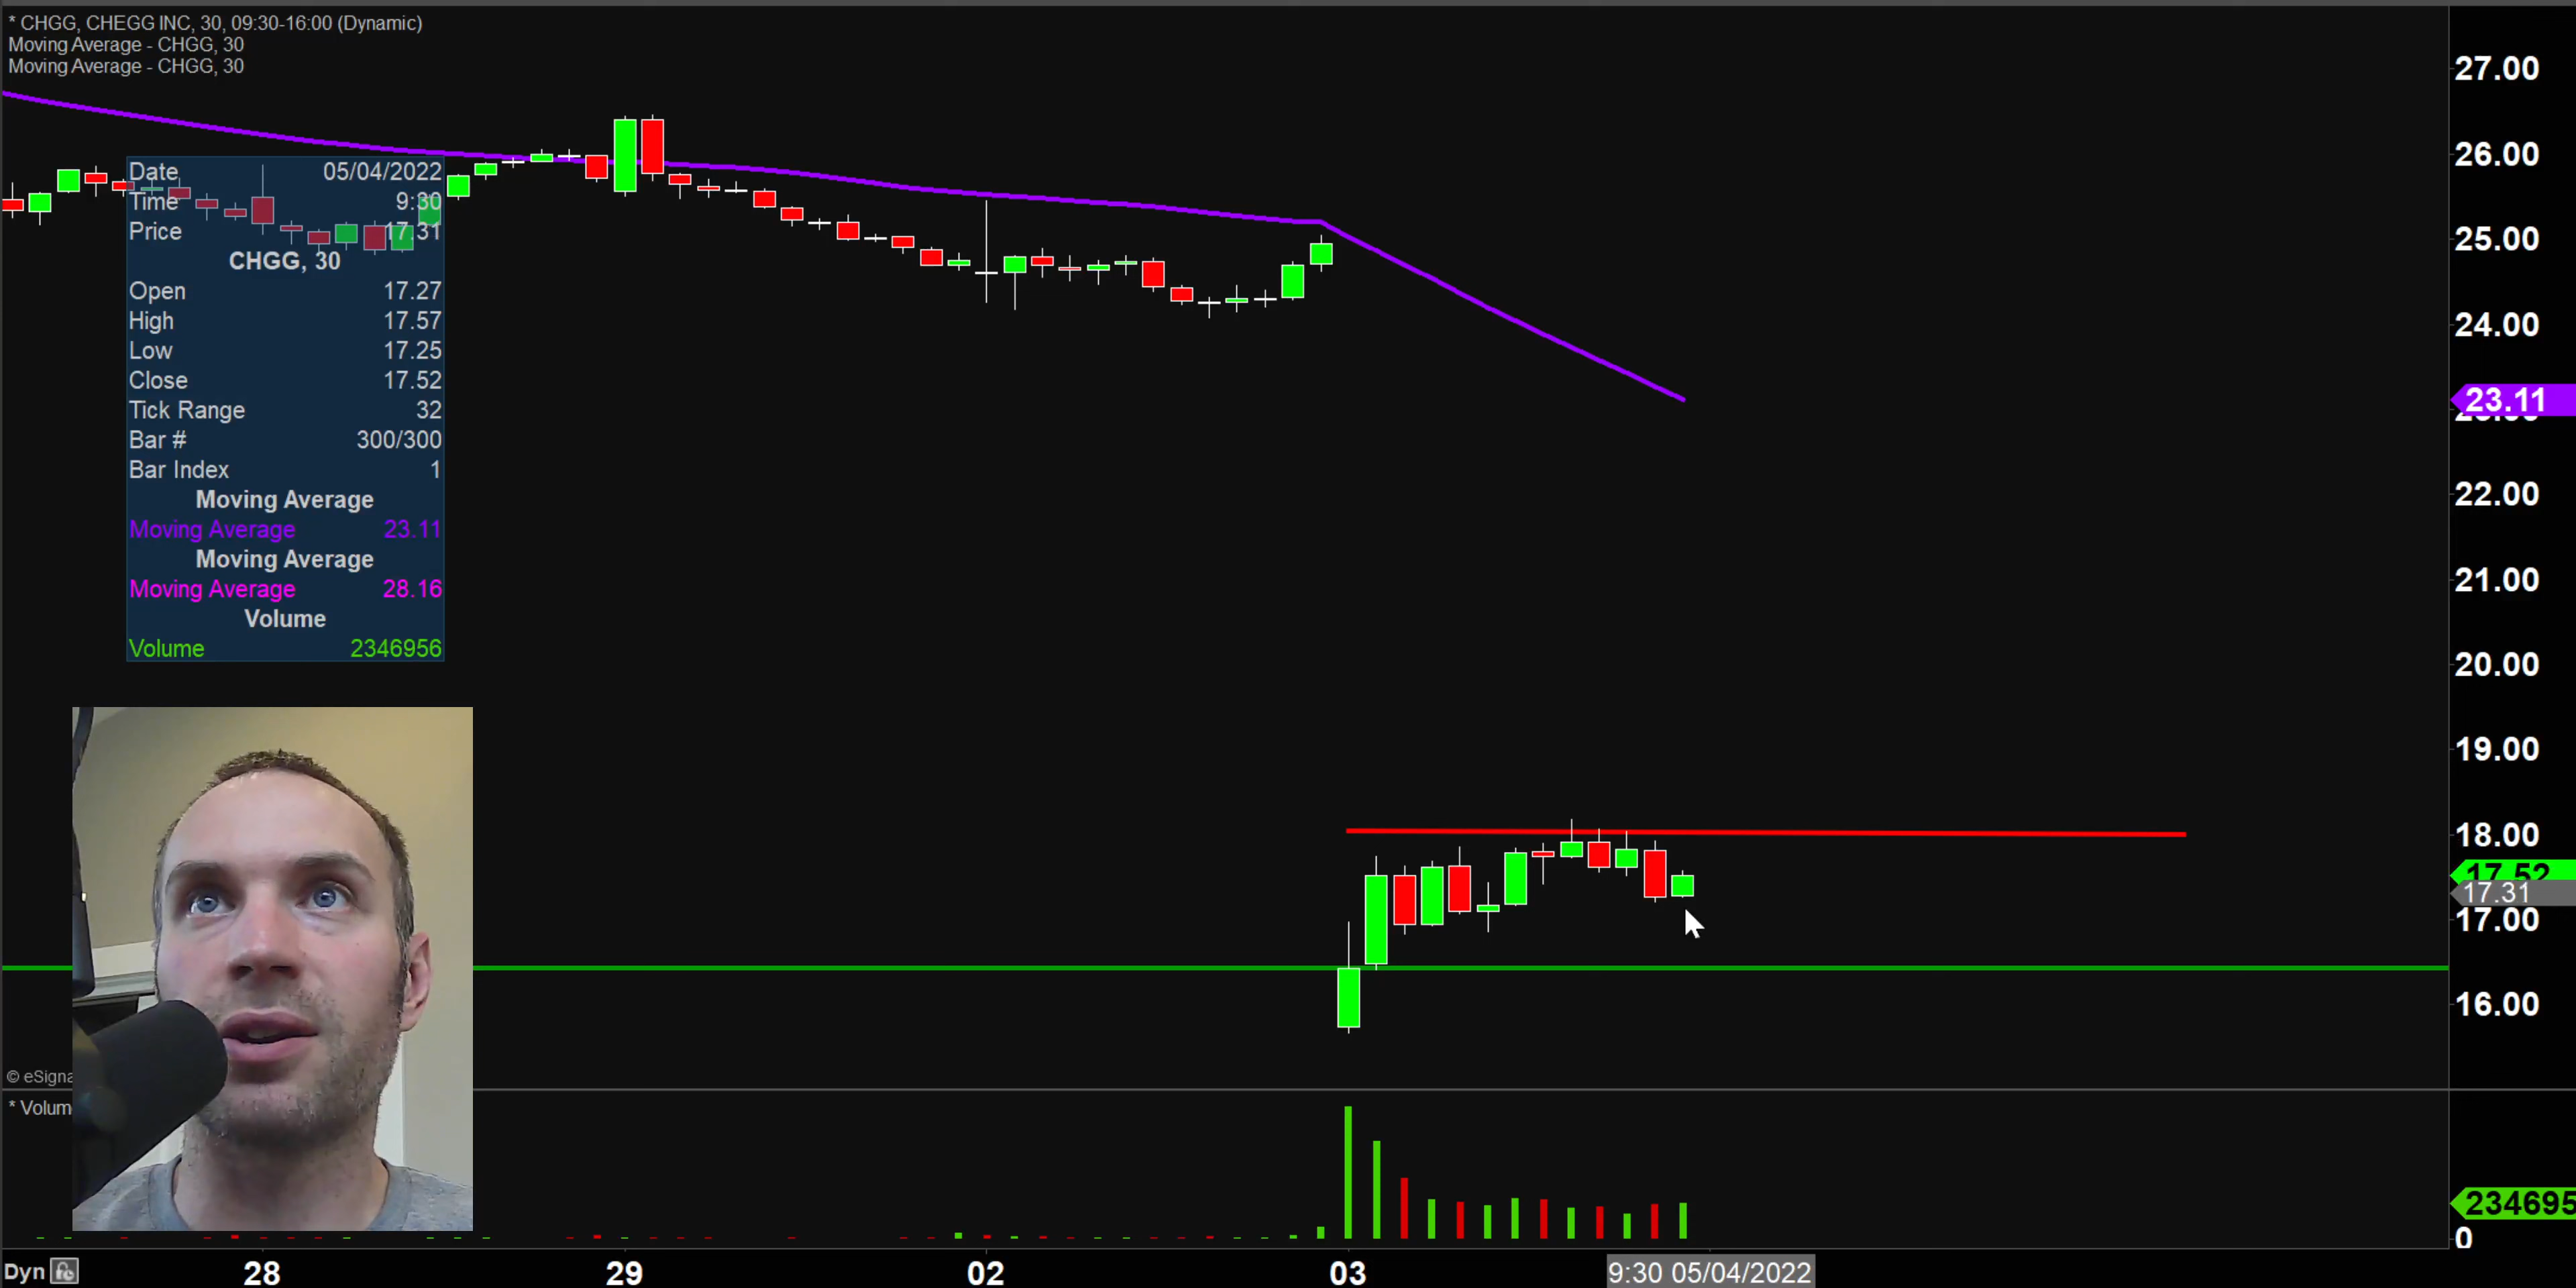 * CHGG, CHEGG INC, 30, 09:30-16:00 (Dynamic)
Moving Average - CHGG, 30
Moving Average - CHGG, 30
Date 05/04/2022
Time 9:30
Price 17.31
CHGG, 30
Open 17.27
High 17.57
Low 17.25
Close 17.52
Tick Range 32
Bar # 300/300
Bar Index 1
Moving Average
Moving Average 23.11
Moving Average
Moving Average 28.16
Volume
Volume 2346956
27.00
26.00
25.00
24.00
23.11
22.00
21.00
20.00
19.00
18.00
17.52
17.31
17.00
16.00
© eSigna
* Volum
234695
0
Dyn 28 29 02 03 9:30 05/04/2022